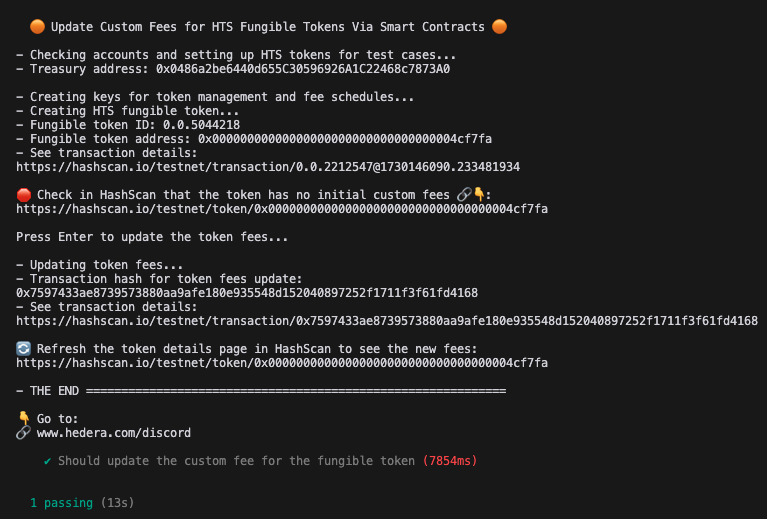 🟠 Update Custom Fees for HTS Fungible Tokens Via Smart Contracts 🟠
- Checking accounts and setting up HTS tokens for test cases...
- Treasury address: 0x0486a2be6440d655C30596926A1C22468c7873A0
- Creating keys for token management and fee schedules...
- Creating HTS fungible token...
- Fungible token ID: 0.0.5044218
- Fungible token address: 0x00000000000000000000000000000000004cf7fa
- See transaction details:
https://hashscan.io/testnet/transaction/0.0.2212547@1730146090.233481934
🛑 Check in HashScan that the token has no initial custom fees 🔗👇:
https://hashscan.io/testnet/token/0x00000000000000000000000000000000004cf7fa
Press Enter to update the token fees...
- Updating token fees...
- Transaction hash for token fees update:
0x7597433ae8739573880aa9afe180e935548d152040897252f1711f3f61fd4168
- See transaction details:
https://hashscan.io/testnet/transaction/0x7597433ae8739573880aa9afe180e935548d152040897252f1711f3f61fd4168
🔄 Refresh the token details page in HashScan to see the new fees:
https://hashscan.io/testnet/token/0x00000000000000000000000000000000004cf7fa
- THE END ============================================================
👇 Go to:
🔗 www.hedera.com/discord
✔ Should update the custom fee for the fungible token (7854ms)
1 passing (13s)